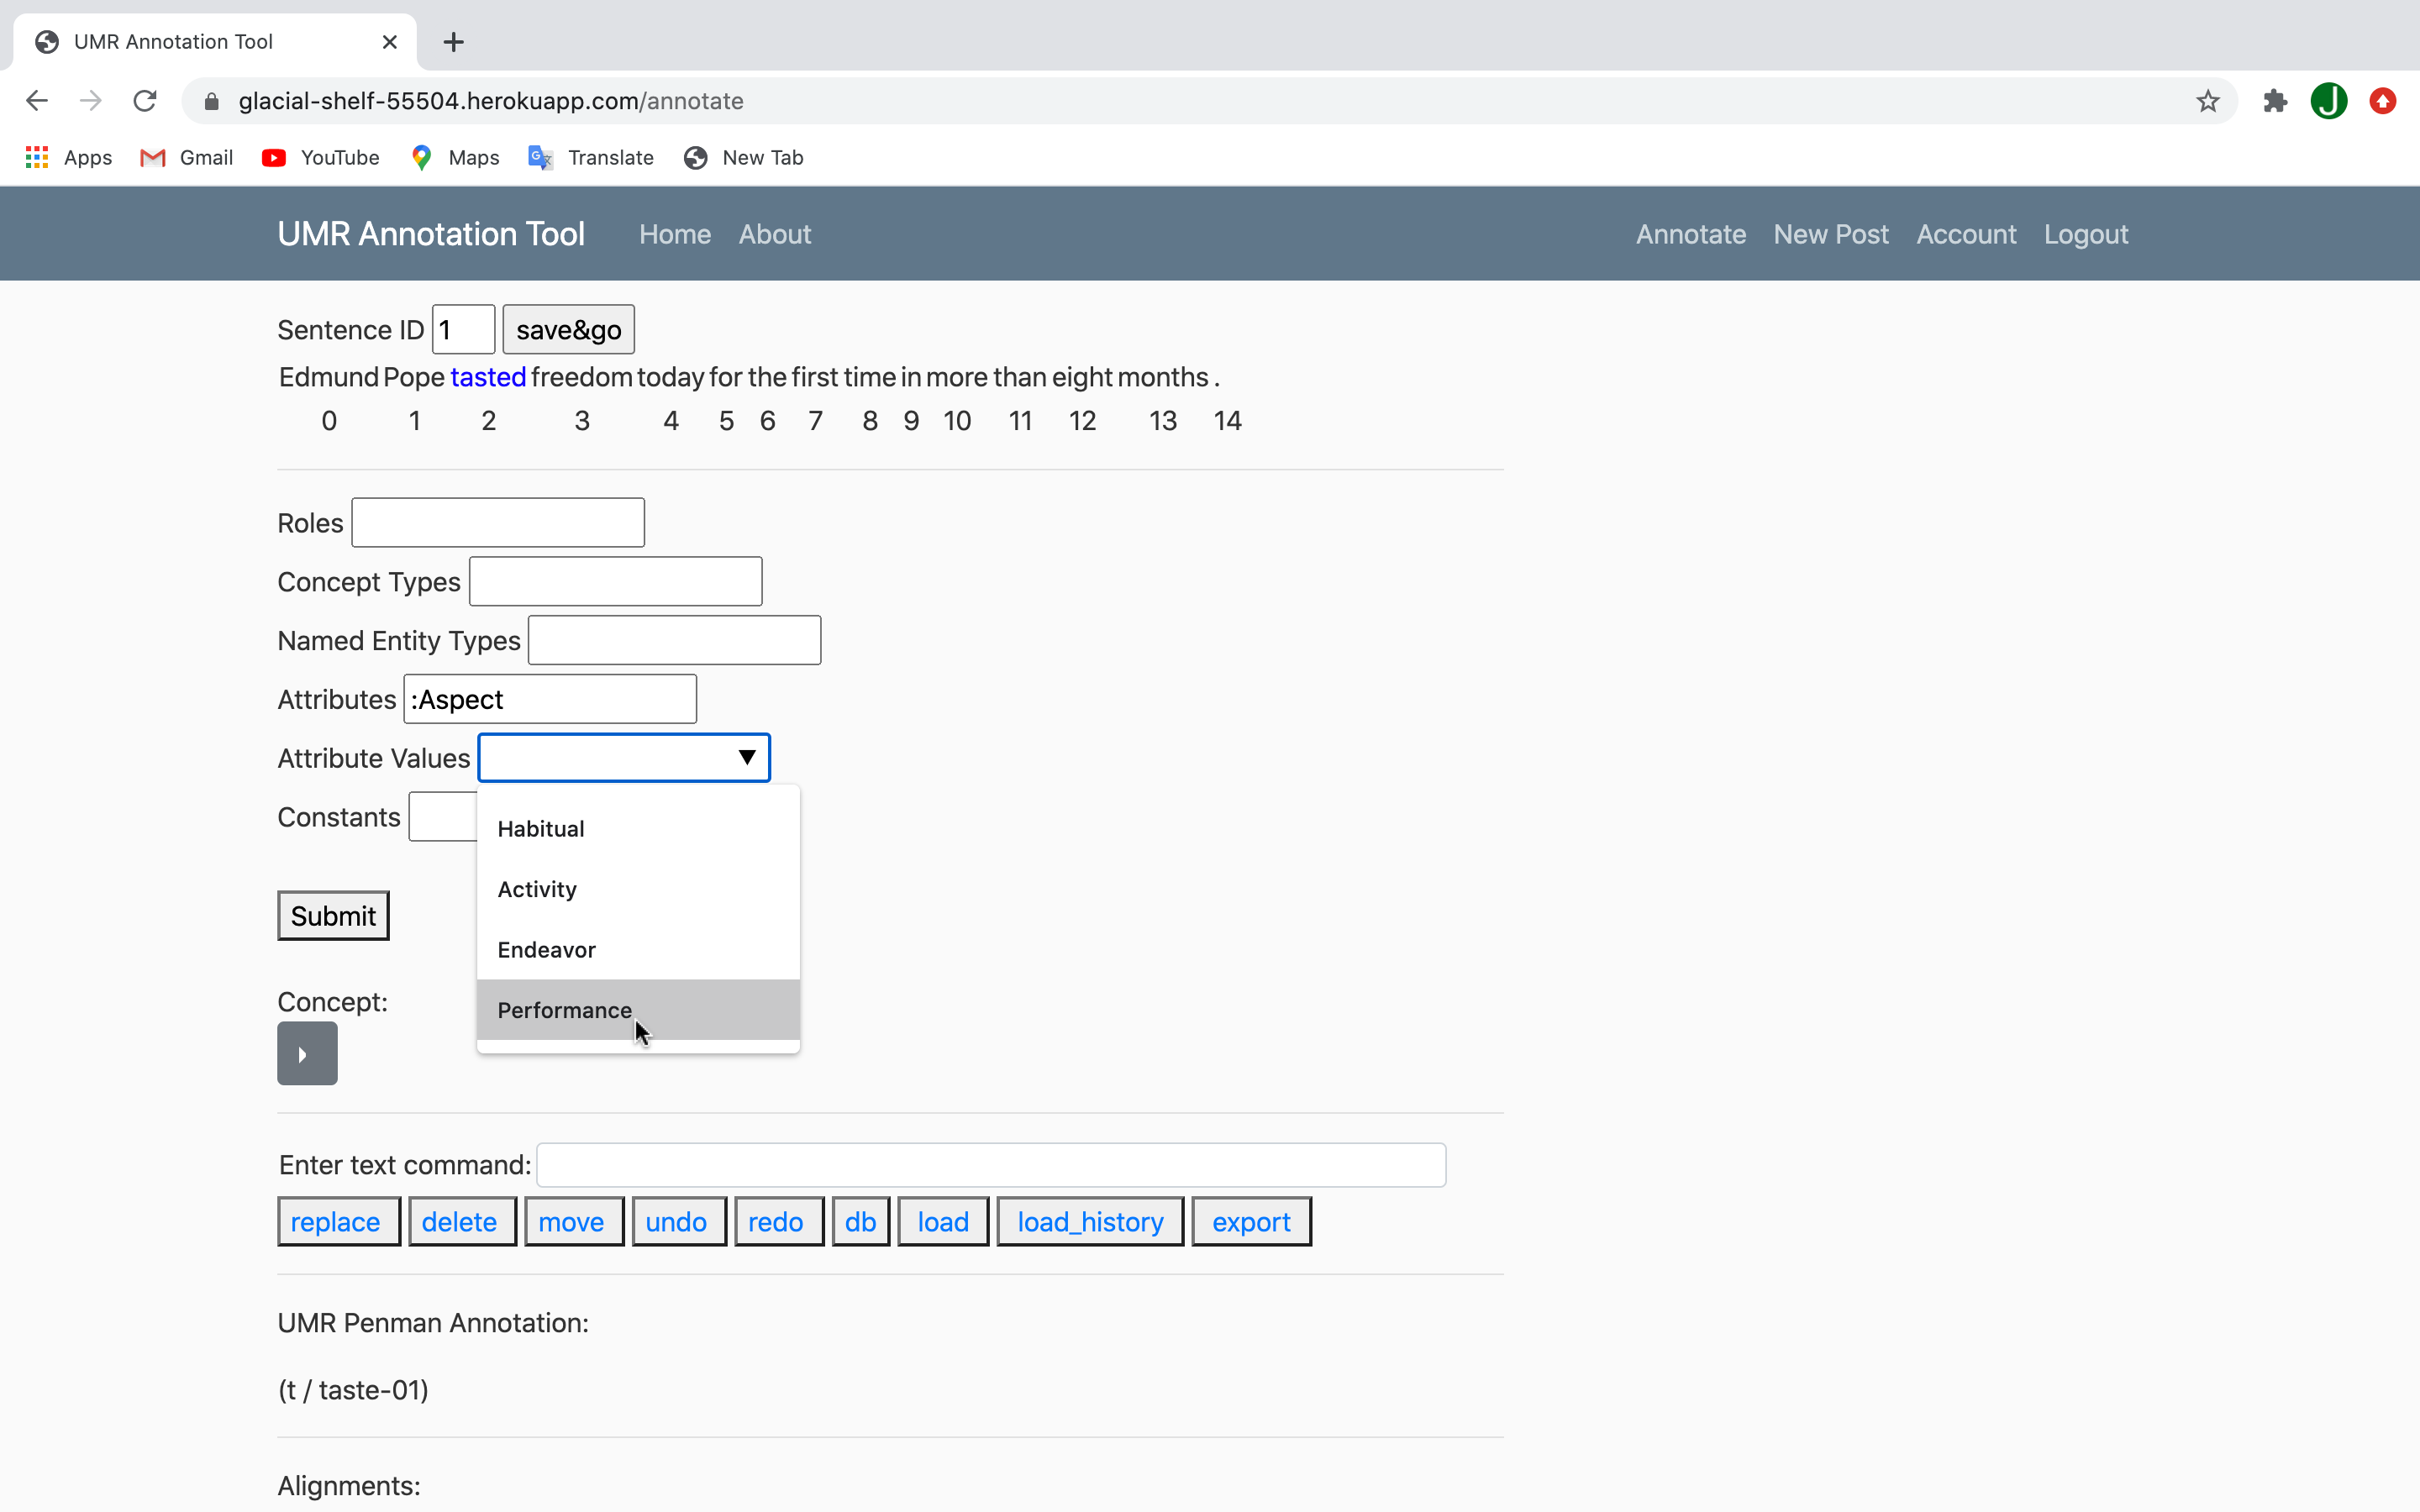 UMR Annotation Tool
glacial-shelf-55504.herokuapp.com/annotate
J
Apps Gmail YouTube Maps Translate New Tab
UMR Annotation Tool Home About Annotate New Post Account Logout
Sentence ID 1 save&go
Edmund Pope tasted freedom today for the first time in more than eight months .
0 1 2 3 4 5 6 7 8 9 10 11 12 13 14
Roles
Concept Types
Named Entity Types
Attributes :Aspect
Attribute Values
Constants
Habitual
Activity
Endeavor
Performance
Submit
Concept:
Enter text command:
replace delete move undo redo db load load_history export
UMR Penman Annotation:
(t / taste-01)
Alignments: